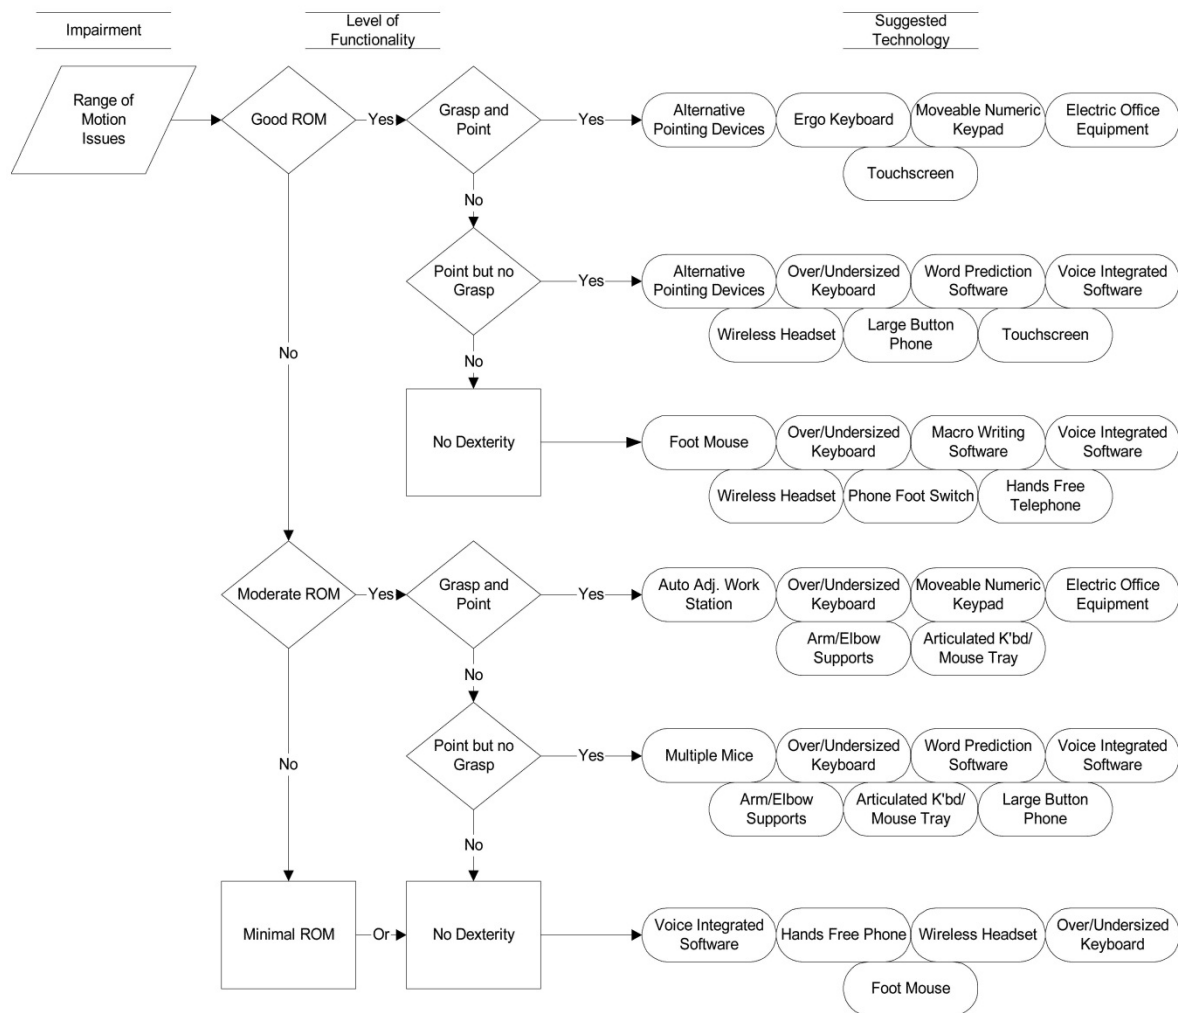 Impairment
Level of
Functionality
Suggested
Technology
Range of
Motion
Issues
Good ROM
Yes
Grasp and
Point
Yes
Alternative
Pointing Devices
Ergo Keyboard
Moveable Numeric
Keypad
Electric Office
Equipment
Touchscreen
No
Point but no
Grasp
Yes
Alternative
Pointing Devices
Over/Undersized
Keyboard
Word Prediction
Software
Voice Integrated
Software
Wireless Headset
Large Button
Phone
Touchscreen
No
No
No Dexterity
Foot Mouse
Over/Undersized
Keyboard
Macro Writing
Software
Voice Integrated
Software
Wireless Headset
Phone Foot Switch
Hands Free
Telephone
Moderate ROM
Yes
Grasp and
Point
Yes
Auto Adj. Work
Station
Over/Undersized
Keyboard
Moveable Numeric
Keypad
Electric Office
Equipment
Arm/Elbow
Supports
Articulated K'bd/
Mouse Tray
No
Point but no
Grasp
Yes
Multiple Mice
Over/Undersized
Keyboard
Word Prediction
Software
Voice Integrated
Software
Arm/Elbow
Supports
Articulated K'bd/
Mouse Tray
Large Button
Phone
No
No
Minimal ROM
Or
No Dexterity
Voice Integrated
Software
Hands Free Phone
Wireless Headset
Over/Undersized
Keyboard
Foot Mouse